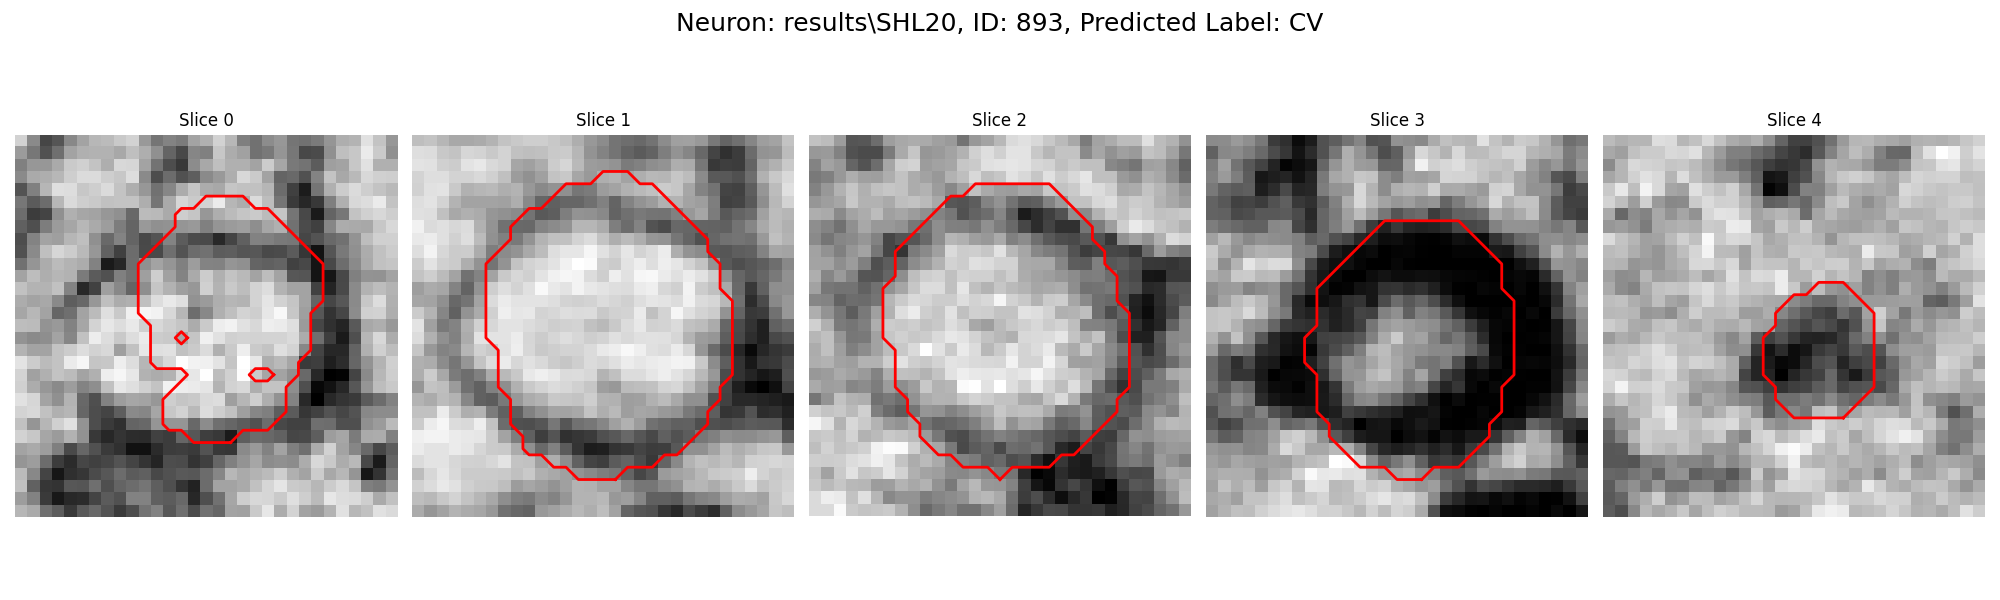 Neuron: results\SHL20, ID: 893, Predicted Label: CV
Slice 0
Slice 1
Slice 2
Slice 3
Slice 4